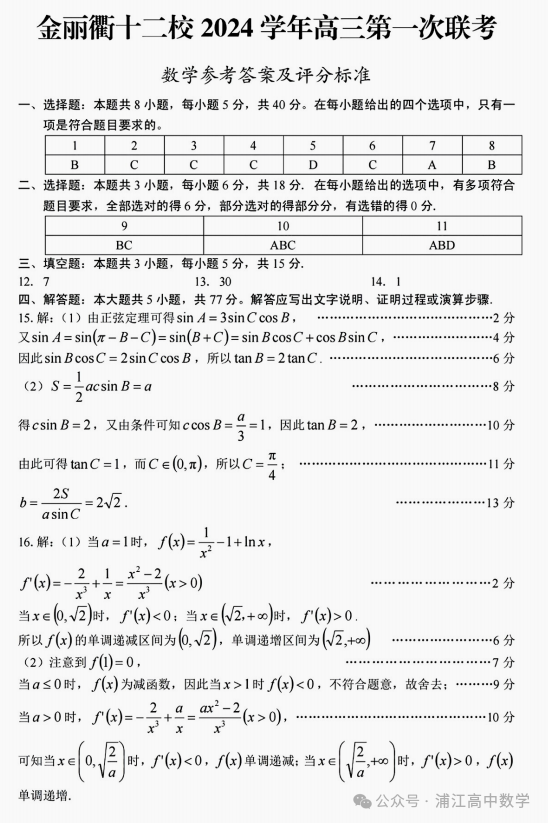 金丽衢十二校 2024 学年高三第一次联考
数学参考答案及评分标准
一、选择题：本题共 8 小题，每小题 5 分，共 40 分。在每小题给出的四个选项中，只有一
项是符合题目要求的。
1 2 3 4 5 6 7 8
B C C C D C A B
二、选择题：本题共 3 小题，每小题 6 分，共 18 分．在每小题给出的选项中，有多项符合
题目要求，全部选对的得 6 分，部分选对的得部分分，有选错的得 0 分.
9 10 11
BC ABC ABD
三、填空题：本题共 3 小题，每小题 5 分，共 15 分.
12．7 13．30 14．1
四、解答题：本大题共 5 小题，共 77 分。解答应写出文字说明、证明过程或演算步骤.
15. 解：（1）由正弦定理可得 sin A = 3sin C cos B， ……………………………………2 分
又 sin A = sin(π − B − C) = sin(B + C) = sin B cos C + cos B sin C，……………………4 分
因此 sin B cos C = 2sin C cos B，所以 tan B = 2 tan C．…………………………………6 分
（2）S = 1/2 ac sin B = a ……………………………8 分
得 c sin B = 2，又由条件可知 c cos B = a/3 = 1，因此 tan B = 2，………………………10 分
由此可得 tan C = 1，而 C ∈ (0, π)，所以 C = π/4； ………………………………………11 分
b = 2S/(a sin C) = 2√2． …………………13 分
16. 解：（1）当 a = 1 时，f(x) = 1/x² − 1 + ln x，
f'(x) = −2/x³ + 1/x = (x² − 2)/x³ (x > 0) ………………………2 分
当 x ∈ (0, √2) 时，f'(x) < 0；当 x ∈ (√2, +∞) 时，f'(x) > 0．
所以 f(x) 的单调递减区间为 (0, √2)，单调递增区间为 (√2, +∞) ……………………6 分
（2）注意到 f(1) = 0， ………………………………7 分
当 a ≤ 0 时，f(x) 为减函数，因此当 x > 1 时 f(x) < 0，不符合题意，故舍去；………9 分
当 a > 0 时，f'(x) = −2/x³ + a/x = (ax² − 2)/x³ (x > 0)，………………………………………10 分
可知当 x ∈ (0, √(2/a)) 时，f'(x) < 0，f(x) 单调递减；当 x ∈ (√(2/a), +∞) 时，f'(x) > 0，f(x)
单调递增.
公众号 · 浦江高中数学